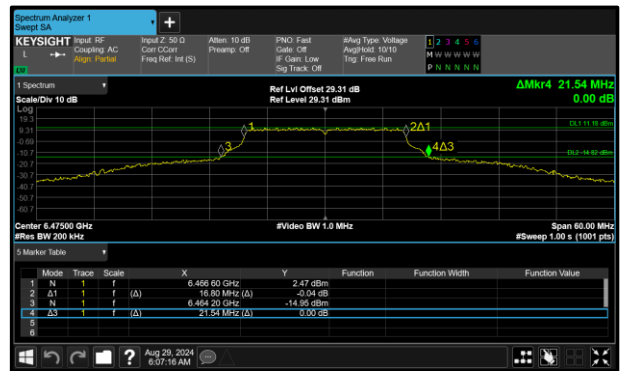 Spectrum Analyzer 1
Swept SA
+
KEYSIGHT Input: RF Input Z: 50 Ω Atten: 10 dB PNO: Fast #Avg Type: Voltage 1 2 3 4 5 6
L Coupling: AC Corr CCorr Preamp: Off Gate: Off Avg|Hold: 10/10 M W W W W W
Align: Partial Freq Ref: Int (S) IF Gain: Low Trig: Free Run P N N N N N
LXI Sig Track: Off
1 Spectrum Ref Lvl Offset 29.31 dB ΔMkr4 21.54 MHz
Scale/Div 10 dB Ref Level 29.31 dBm 0.00 dB
Log
19.3
9.31 1 2Δ1 DL1 11.18 dBm
-0.69
-10.7 3 4Δ3 DL2 -14.82 dBm
-20.7
-30.7
-40.7
-50.7
-60.7
Center 6.47500 GHz #Video BW 1.0 MHz Span 60.00 MHz
#Res BW 200 kHz #Sweep 1.00 s (1001 pts)
5 Marker Table
Mode Trace Scale X Y Function Function Width Function Value
1 N 1 f 6.466 60 GHz 2.47 dBm
2 Δ1 1 f (Δ) 16.80 MHz (Δ) -0.04 dB
3 N 1 f 6.464 20 GHz -14.95 dBm
4 Δ3 1 f (Δ) 21.54 MHz (Δ) 0.00 dB
5
6
? Aug 29, 2024
6:07:16 AM